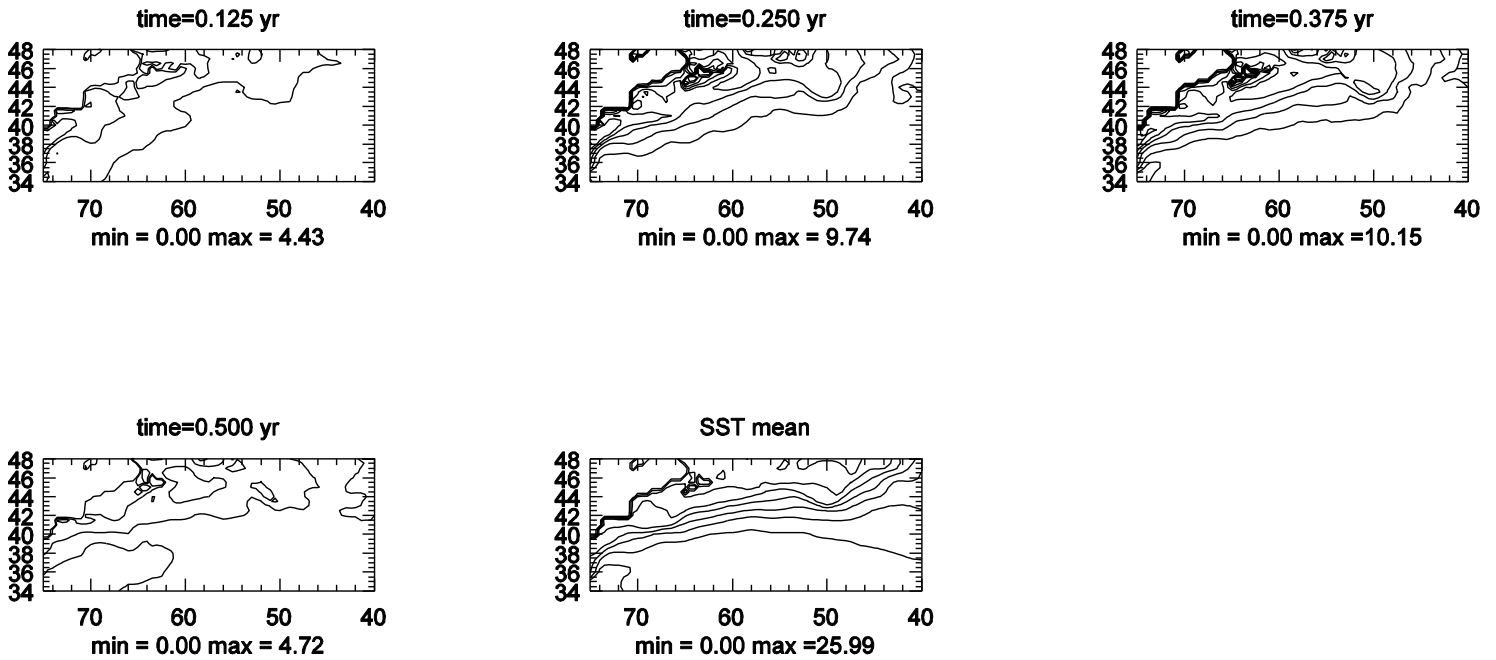 time=0.125 yr
48
46
44
42
40
38
36
34
70 60 50 40
min = 0.00 max = 4.43
time=0.250 yr
48
46
44
42
40
38
36
34
70 60 50 40
min = 0.00 max = 9.74
time=0.375 yr
48
46
44
42
40
38
36
34
70 60 50 40
min = 0.00 max =10.15
time=0.500 yr
48
46
44
42
40
38
36
34
70 60 50 40
min = 0.00 max = 4.72
SST mean
48
46
44
42
40
38
36
34
70 60 50 40
min = 0.00 max =25.99